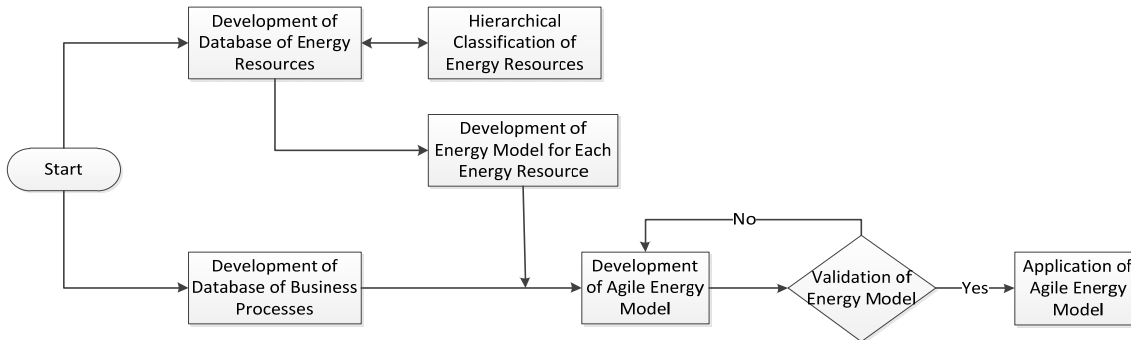 Development of
Database of Energy
Resources
Hierarchical
Classification of
Energy Resources
Development of
Energy Model for Each
Energy Resource
Start
No
Development of
Database of Business
Processes
Development
of Agile Energy
Model
Validation of
Energy Model
Yes
Application of
Agile Energy
Model